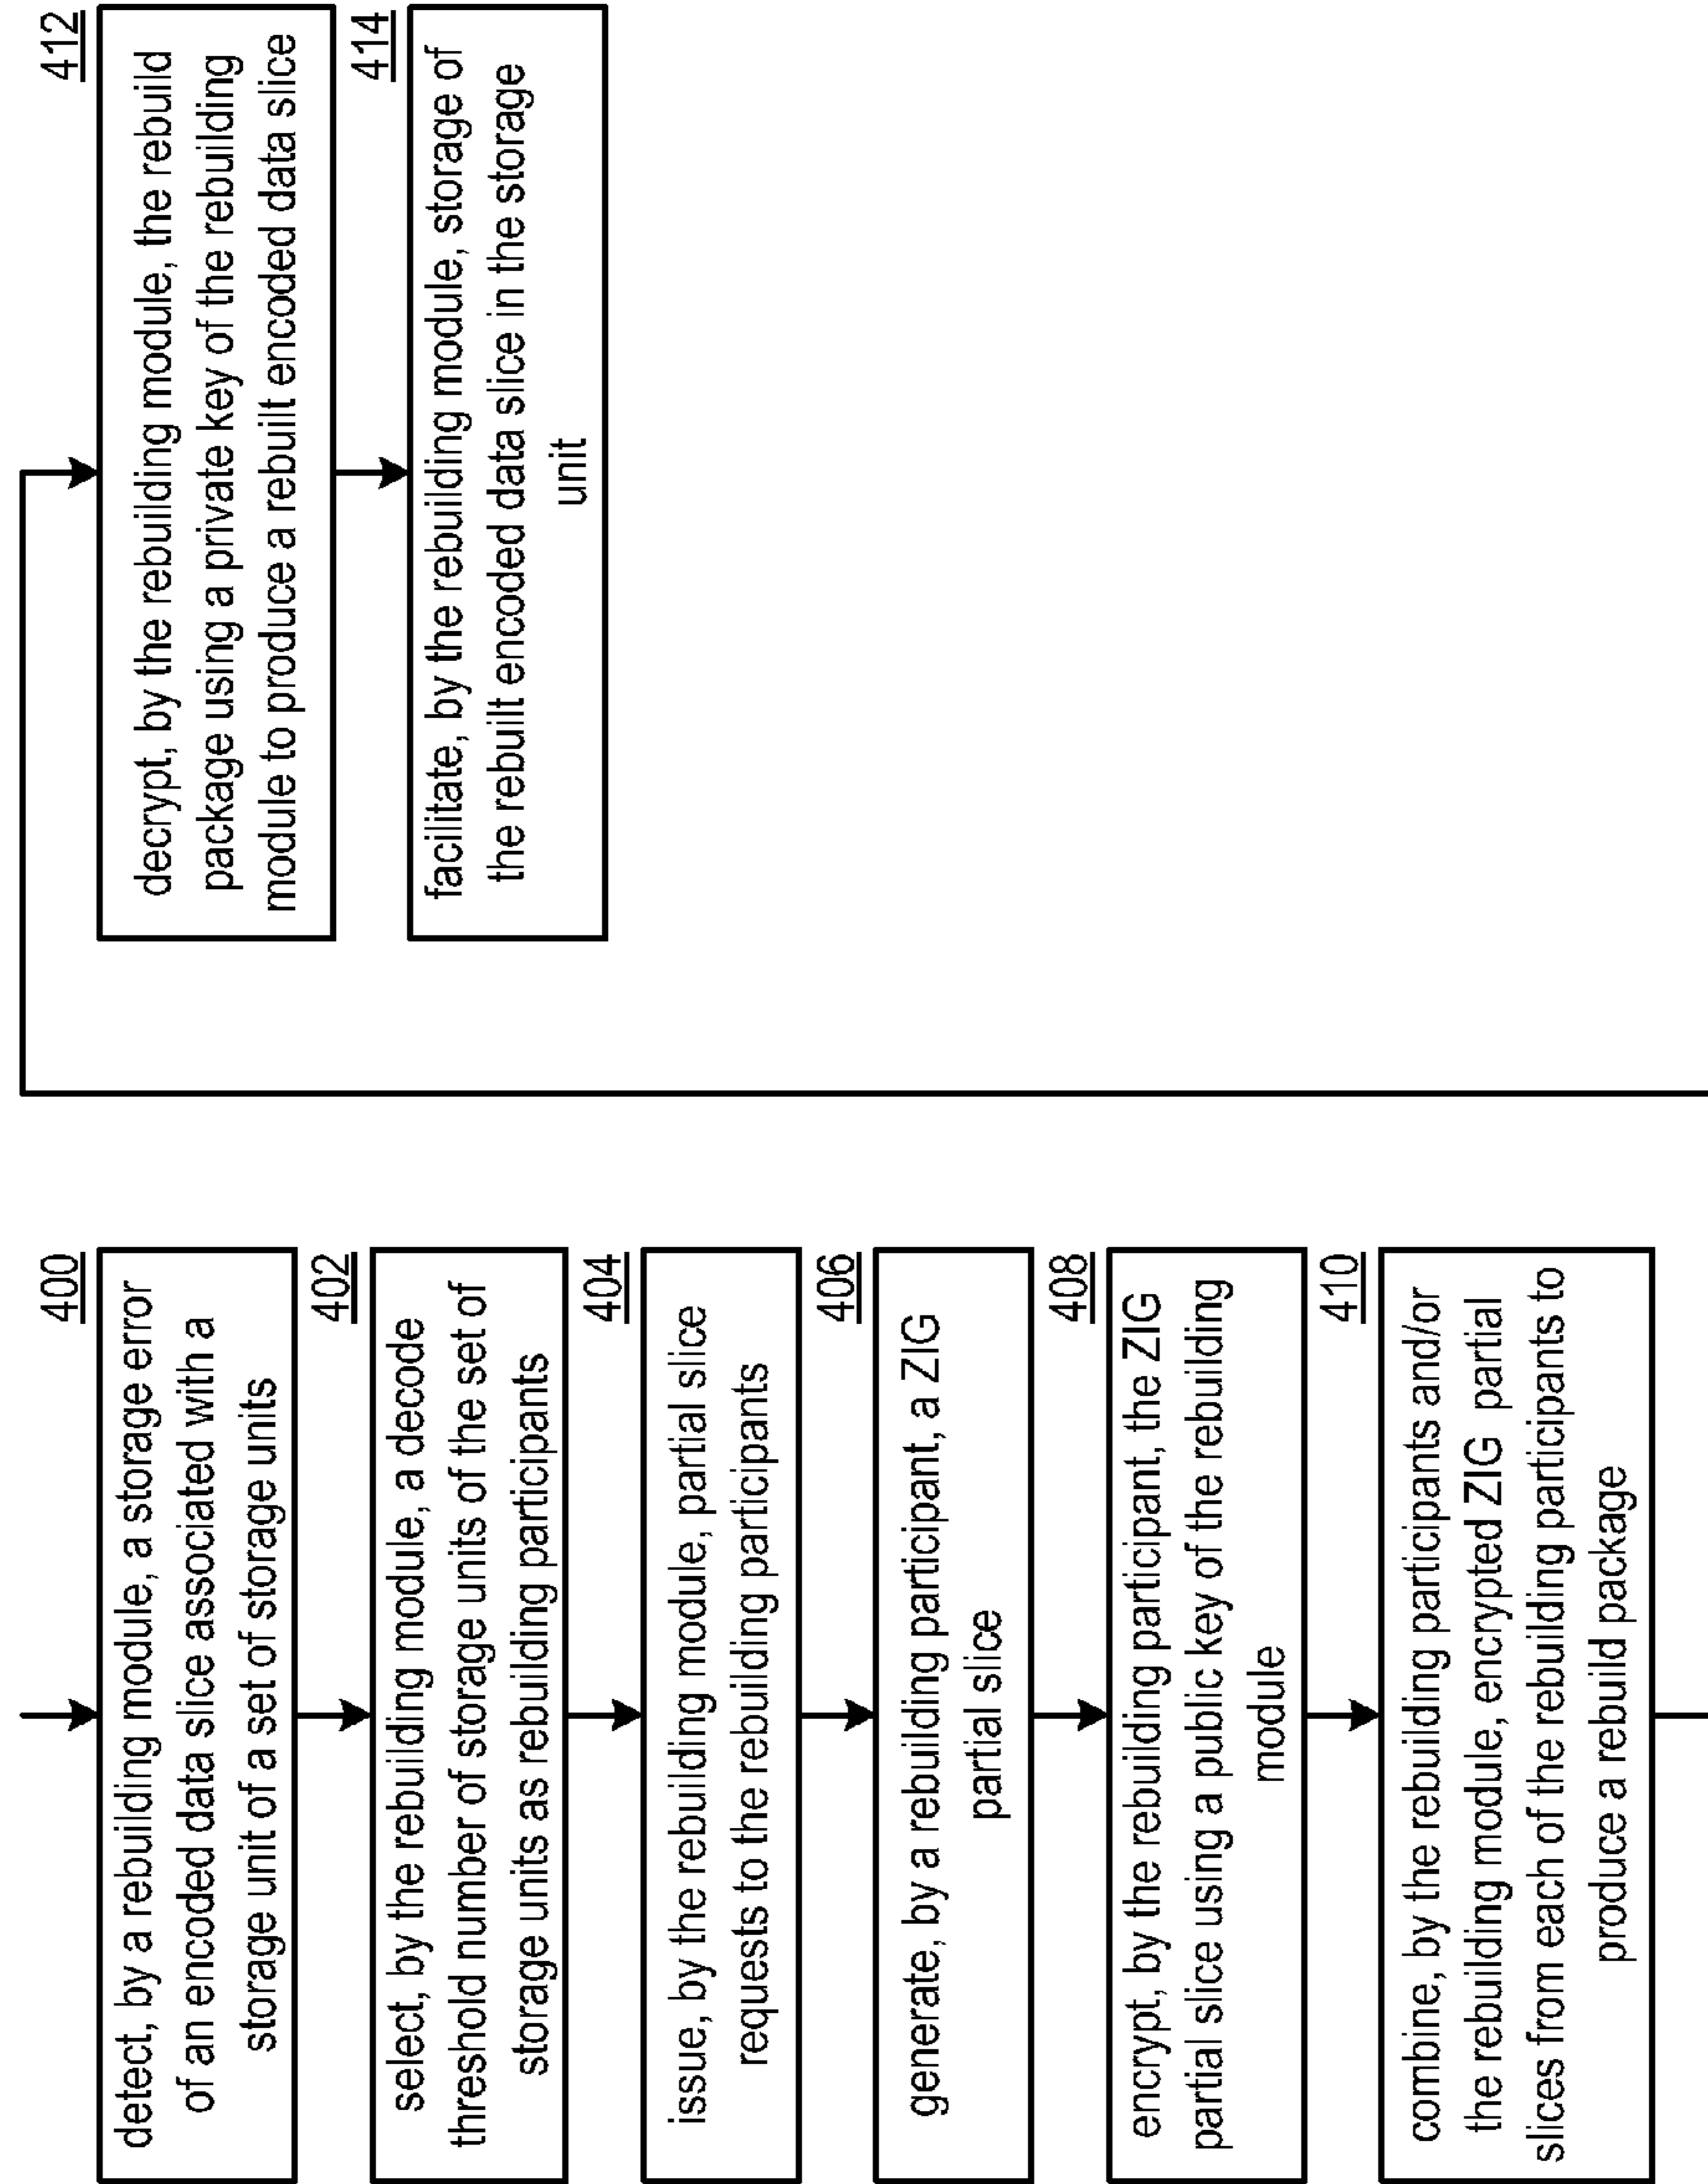 400
detect, by a rebuilding module, a storage error
of an encoded data slice associated with a
storage unit of a set of storage units
402
select, by the rebuilding module, a decode
threshold number of storage units of the set of
storage units as rebuilding participants
404
issue, by the rebuilding module, partial slice
requests to the rebuilding participants
406
generate, by a rebuilding participant, a ZIG
partial slice
408
encrypt, by the rebuilding participant, the ZIG
partial slice using a public key of the rebuilding
module
410
combine, by the rebuilding participants and/or
the rebuilding module, encrypted ZIG partial
slices from each of the rebuilding participants to
produce a rebuild package
412
decrypt, by the rebuilding module, the rebuild
package using a private key of the rebuilding
module to produce a rebuilt encoded data slice
414
facilitate, by the rebuilding module, storage of
the rebuilt encoded data slice in the storage
unit